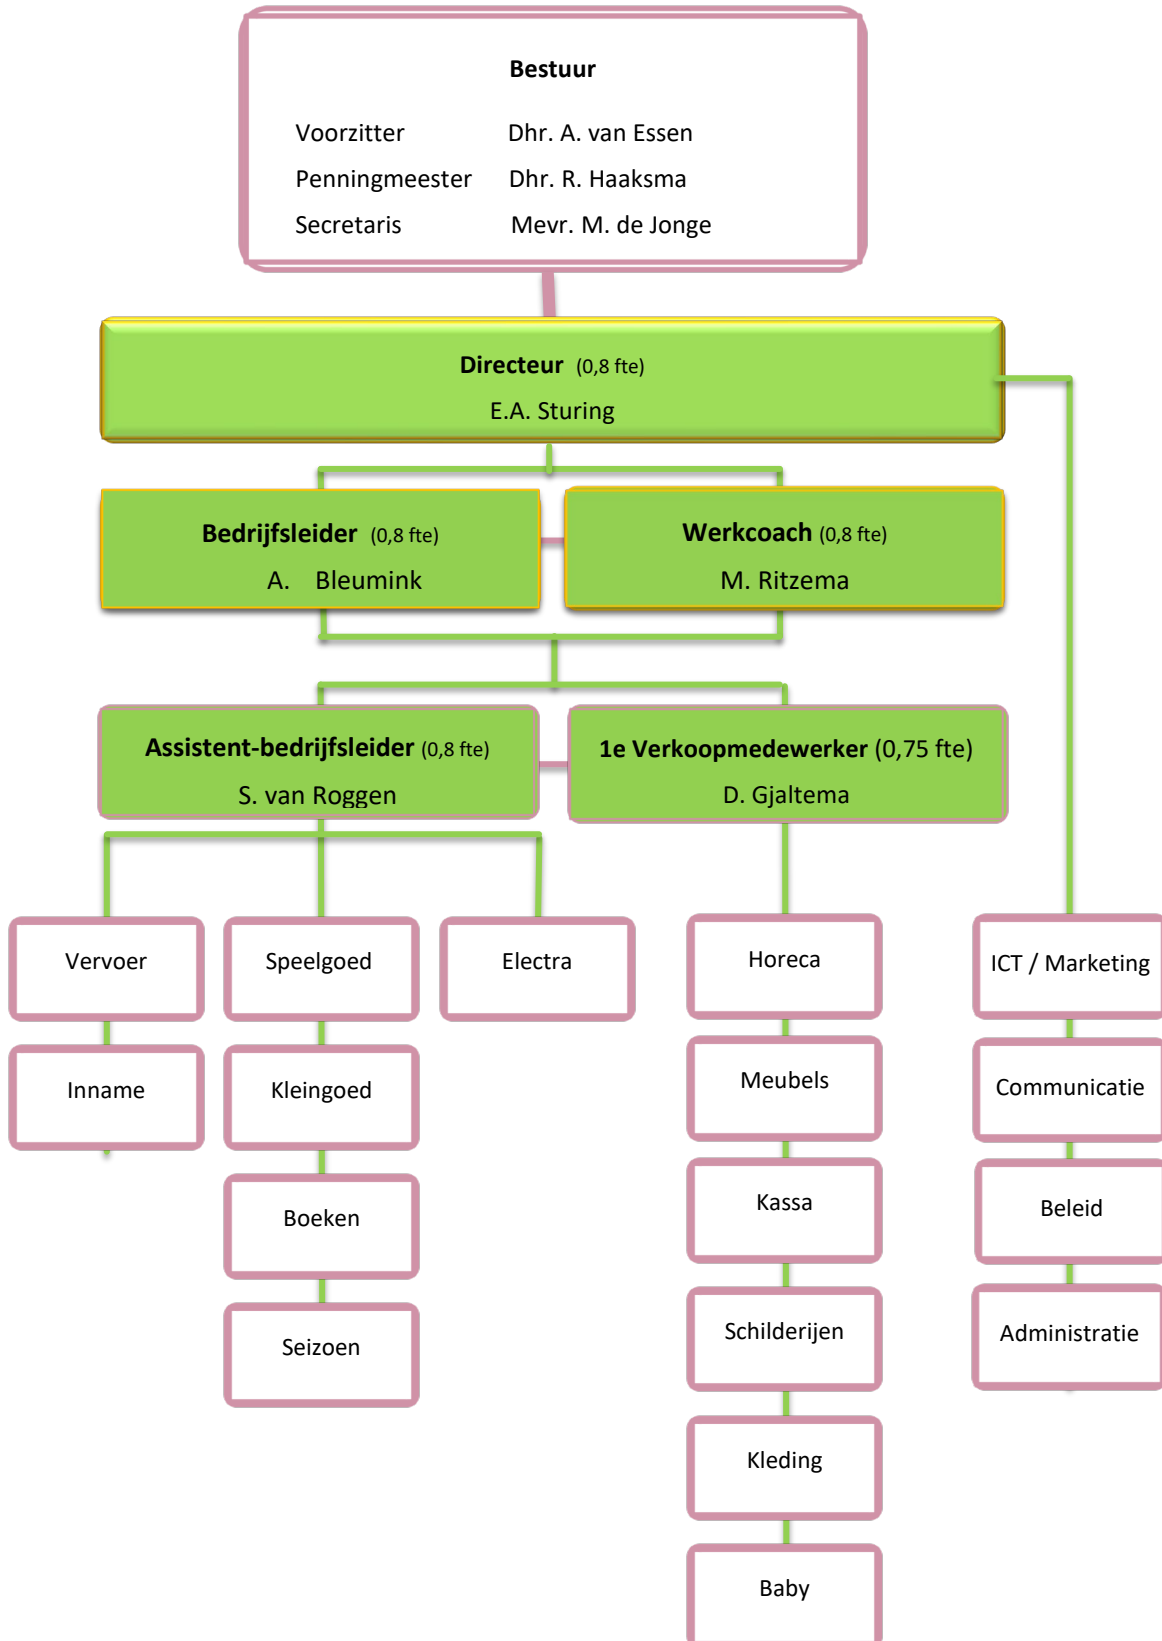 Bestuur
Voorzitter Dhr. A. van Essen
Penningmeester Dhr. R. Haaksma
Secretaris Mevr. M. de Jonge
Directeur (0,8 fte)
E.A. Sturing
Bedrijfsleider (0,8 fte)
A. Bleumink
Werkcoach (0,8 fte)
M. Ritzema
Assistent-bedrijfsleider (0,8 fte)
S. van Roggen
1e Verkoopmedewerker (0,75 fte)
D. Gjaltema
Vervoer
Inname
Speelgoed
Kleingoed
Boeken
Seizoen
Electra
Horeca
Meubels
Kassa
Schilderijen
Kleding
Baby
ICT / Marketing
Communicatie
Beleid
Administratie